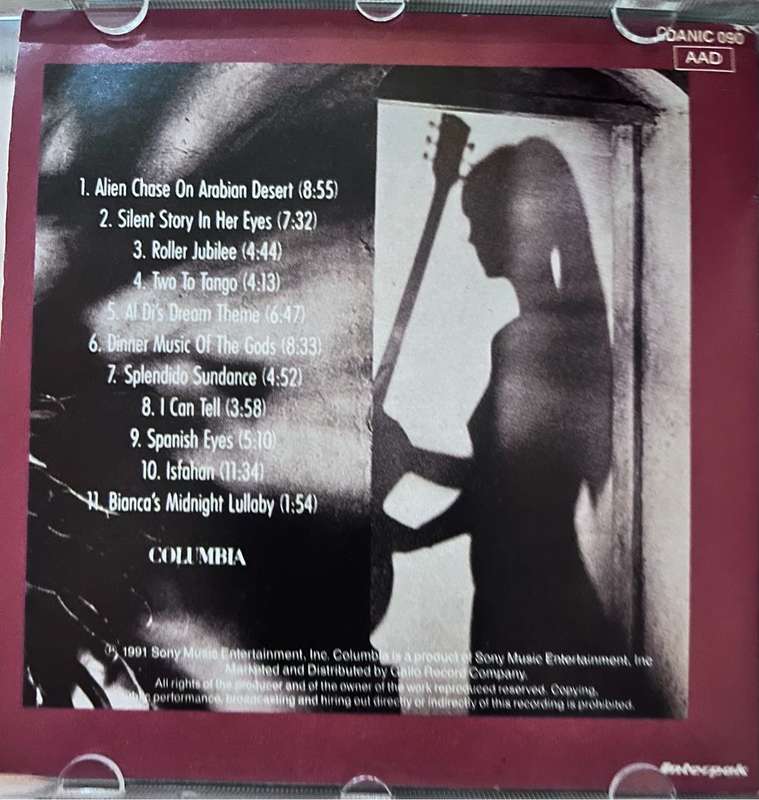 CDANIC 090
AAD
1. Alien Chase On Arabian Desert (8:55)
2. Silent Story In Her Eyes (7:32)
3. Roller Jubilee (4:44)
4. Two To Tango (4:13)
5. Al Di's Dream Theme (6:47)
6. Dinner Music Of The Gods (8:33)
7. Splendido Sundance (4:52)
8. I Can Tell (3:58)
9. Spanish Eyes (5:10)
10. Isfahan (11:34)
11. Bianca's Midnight Lullaby (1:54)
COLUMBIA
℗ 1991 Sony Music Entertainment, Inc. Columbia is a product of Sony Music Entertainment, Inc
Marketed and Distributed by Gallo Record Company.
All rights of the producer and of the owner of the work reproduced reserved. Copying,
public performance, broadcasting and hiring out directly or indirectly of this recording is prohibited.
interpak